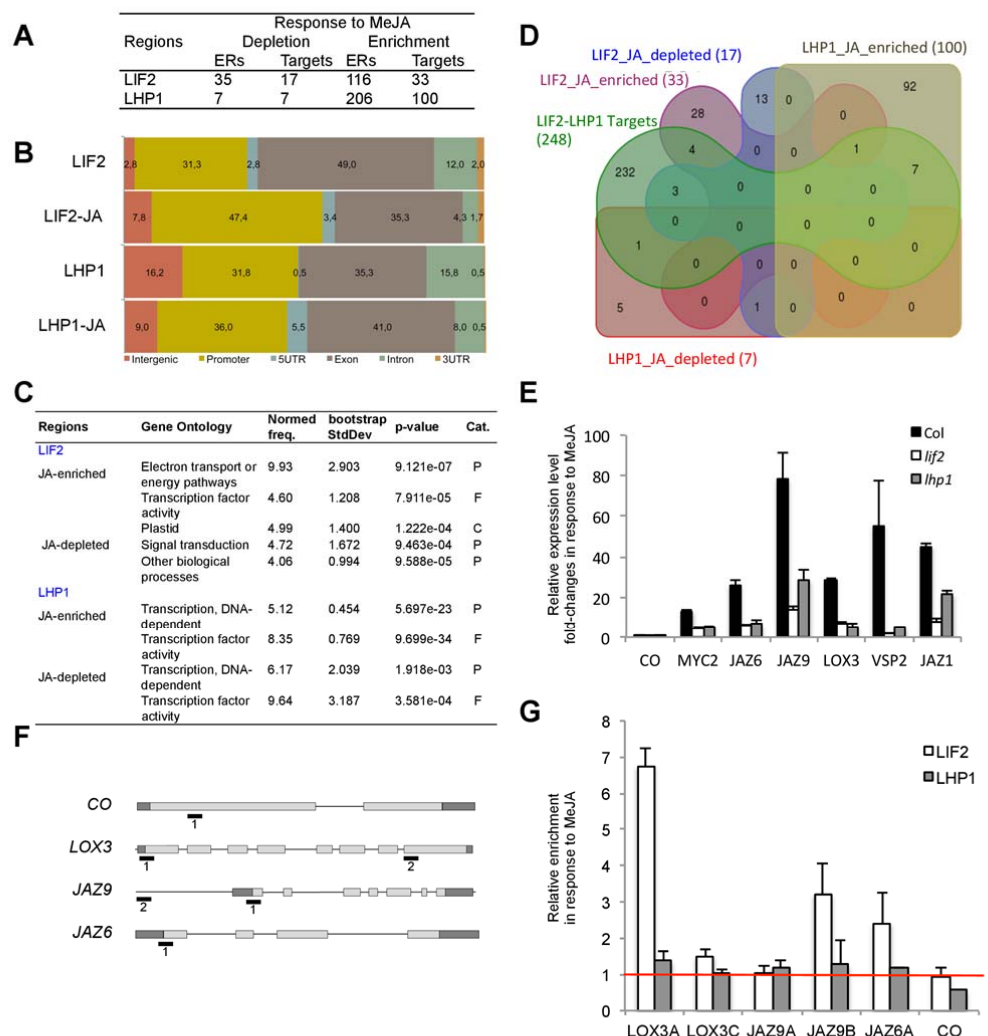 A
Response to MeJA
Regions Depletion Enrichment
ERs Targets ERs Targets
LIF2 35 17 116 33
LHP1 7 7 206 100
B
LIF2 2,8 31,3 2,8 49,0 12,0 2,0
LIF2-JA 7,8 47,4 3,4 35,3 4,3 1,7
LHP1 16,2 31,8 0,5 35,3 15,8 0,5
LHP1-JA 9,0 36,0 5,5 41,0 8,0 0,5
Intergenic Promoter 5UTR Exon Intron 3UTR
C
Regions Gene Ontology Normed freq. bootstrap StdDev p-value Cat.
LIF2
JA-enriched Electron transport or energy pathways 9.93 2.903 9.121e-07 P
Transcription factor activity 4.60 1.208 7.911e-05 F
Plastid 4.99 1.400 1.222e-04 C
JA-depleted Signal transduction 4.72 1.672 9.463e-04 P
Other biological processes 4.06 0.994 9.588e-05 P
LHP1
JA-enriched Transcription, DNA-dependent 5.12 0.454 5.697e-23 P
Transcription factor activity 8.35 0.769 9.699e-34 F
JA-depleted Transcription, DNA-dependent 6.17 2.039 1.918e-03 P
Transcription factor activity 9.64 3.187 3.581e-04 F
D
LIF2_JA_depleted (17)
LHP1_JA_enriched (100)
LIF2_JA_enriched (33)
LIF2-LHP1 Targets
(248)
28 13 0 0 92
4 0 0 1
232 3 0 0 0 7
0 0 0 0
1 0 0 0 0 0
5 0 1 0 0 0
LHP1_JA_depleted (7)
E
Relative expression level
fold-changes in response to MeJA
100
80
60
40
20
0
Col
lif2
lhp1
CO MYC2 JAZ6 JAZ9 LOX3 VSP2 JAZ1
F
CO
1
LOX3
1 2
JAZ9
2 1
JAZ6
1
G
Relative enrichment
in response to MeJA
8
7
6
5
4
3
2
1
0
LIF2
LHP1
LOX3A LOX3C JAZ9A JAZ9B JAZ6A CO